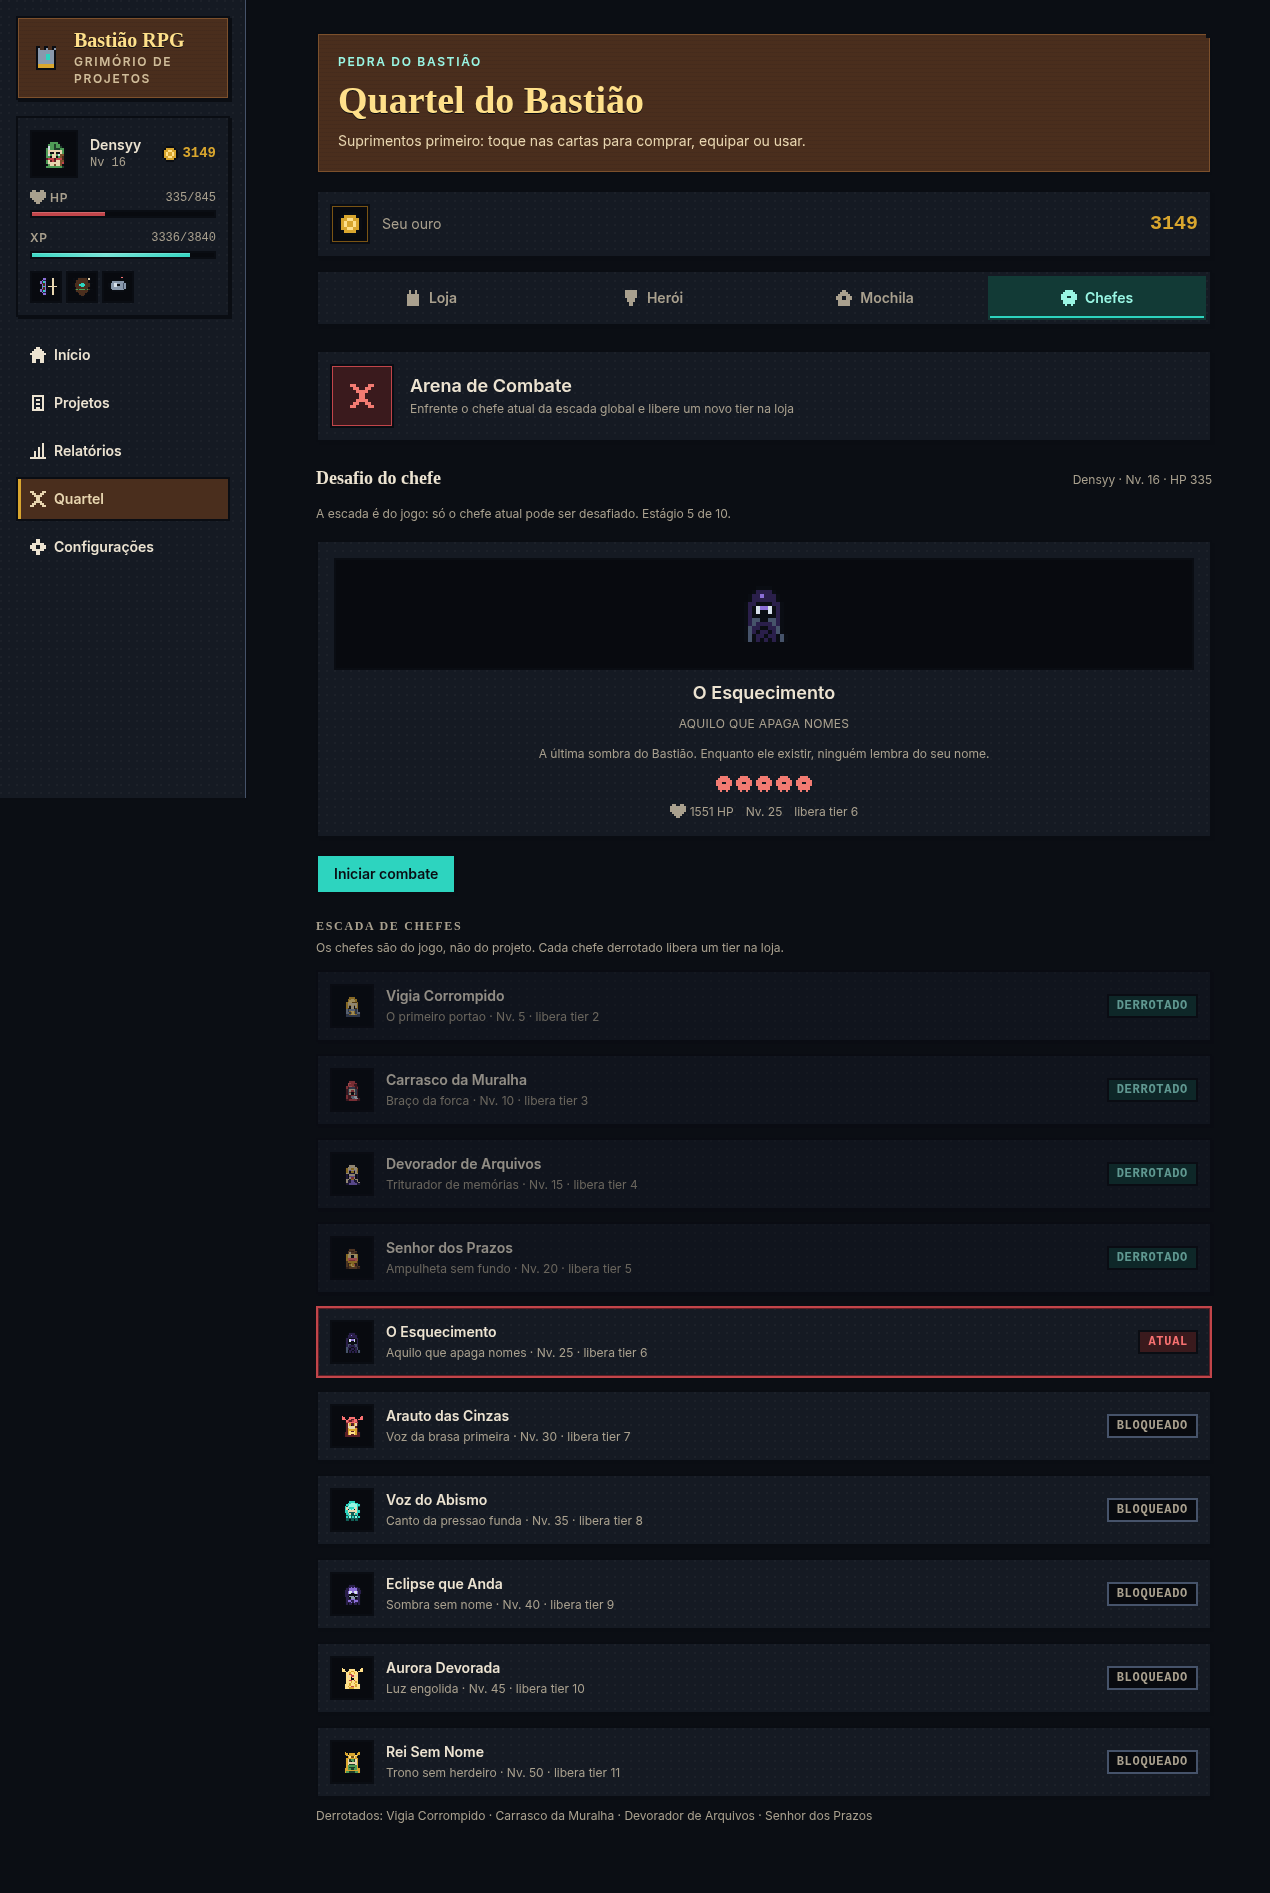 Bastião RPG
GRIMÓRIO DE
PROJETOS
Densyy
Nv 16
3149
HP
335/845
XP
3336/3840
Início
Projetos
Relatórios
Quartel
Configurações
PEDRA DO BASTIÃO
Quartel do Bastião
Suprimentos primeiro: toque nas cartas para comprar, equipar ou usar.
Seu ouro
3149
Loja
Herói
Mochila
Chefes
Arena de Combate
Enfrente o chefe atual da escada global e libere um novo tier na loja
Desafio do chefe
Densyy · Nv. 16 · HP 335
A escada é do jogo: só o chefe atual pode ser desafiado. Estágio 5 de 10.
O Esquecimento
AQUILO QUE APAGA NOMES
A última sombra do Bastião. Enquanto ele existir, ninguém lembra do seu nome.
1551 HP Nv. 25 libera tier 6
Iniciar combate
ESCADA DE CHEFES
Os chefes são do jogo, não do projeto. Cada chefe derrotado libera um tier na loja.
Vigia Corrompido
O primeiro portao · Nv. 5 · libera tier 2
DERROTADO
Carrasco da Muralha
Braço da forca · Nv. 10 · libera tier 3
DERROTADO
Devorador de Arquivos
Triturador de memórias · Nv. 15 · libera tier 4
DERROTADO
Senhor dos Prazos
Ampulheta sem fundo · Nv. 20 · libera tier 5
DERROTADO
O Esquecimento
Aquilo que apaga nomes · Nv. 25 · libera tier 6
ATUAL
Arauto das Cinzas
Voz da brasa primeira · Nv. 30 · libera tier 7
BLOQUEADO
Voz do Abismo
Canto da pressao funda · Nv. 35 · libera tier 8
BLOQUEADO
Eclipse que Anda
Sombra sem nome · Nv. 40 · libera tier 9
BLOQUEADO
Aurora Devorada
Luz engolida · Nv. 45 · libera tier 10
BLOQUEADO
Rei Sem Nome
Trono sem herdeiro · Nv. 50 · libera tier 11
BLOQUEADO
Derrotados: Vigia Corrompido · Carrasco da Muralha · Devorador de Arquivos · Senhor dos Prazos